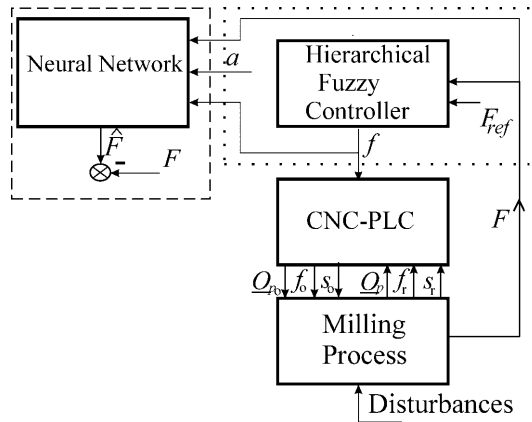 Neural Network
a
Hierarchical
Fuzzy
Controller
F_ref
F̂
-
F
f
CNC-PLC
F
Q_po f_o s_o Q_p f_r s_r
Milling
Process
Disturbances